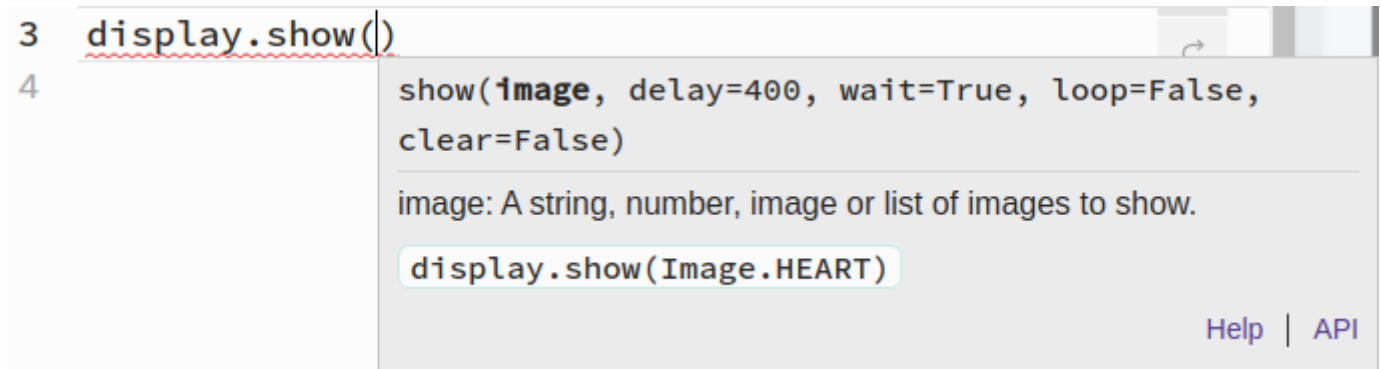 3 display.show()
4
show(image, delay=400, wait=True, loop=False,
clear=False)
image: A string, number, image or list of images to show.
display.show(Image.HEART)
Help | API